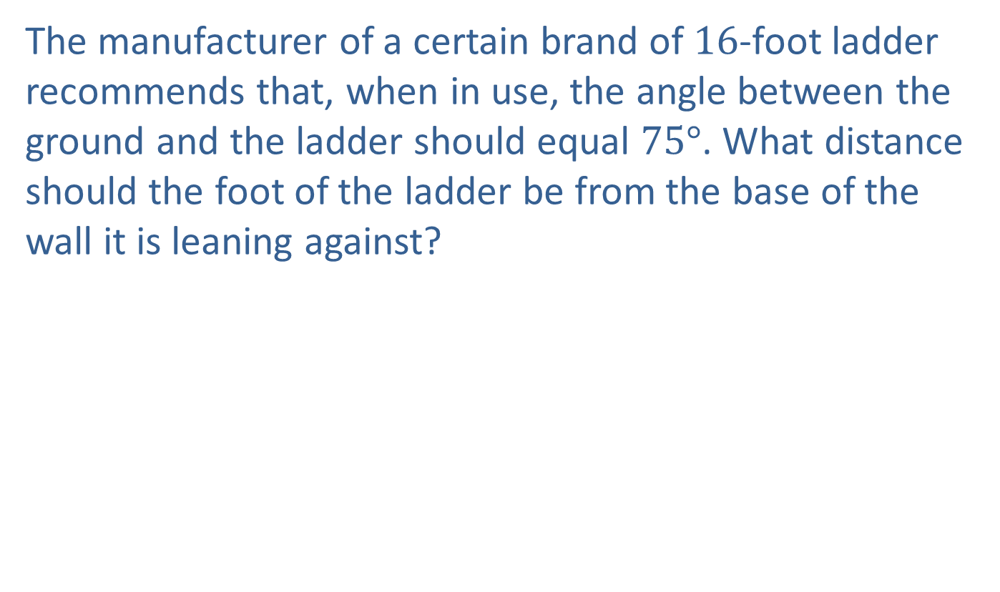 The manufacturer of a certain brand of 16-foot ladder
recommends that, when in use, the angle between the
ground and the ladder should equal 75°. What distance
should the foot of the ladder be from the base of the
wall it is leaning against?